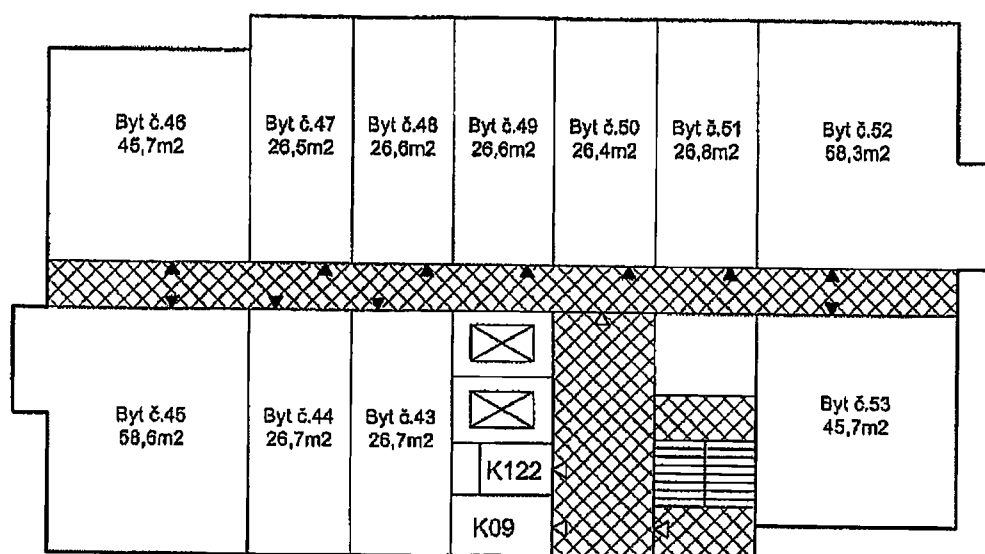 Byt č.46
45,7m2
Byt č.47
26,5m2
Byt č.48
26,6m2
Byt č.49
26,6m2
Byt č.50
26,4m2
Byt č.51
26,8m2
Byt č.52
58,3m2
Byt č.45
58,6m2
Byt č.44
26,7m2
Byt č.43
26,7m2
K122
K09
Byt č.53
45,7m2